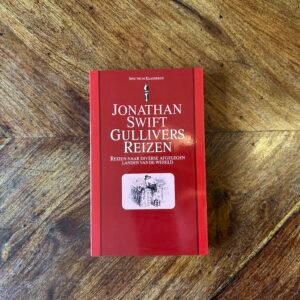 SPECTRUM KLASSIEKEN
JONATHAN
SWIFT
GULLIVERS
REIZEN
REIZEN NAAR DIVERSE AFGELEGEN
LANDEN VAN DE WERELD